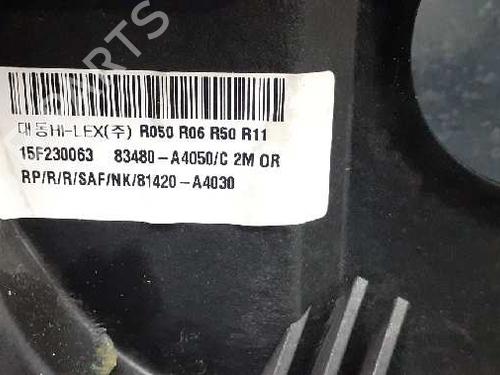 PARTS
대동HI-LEX(주) R050 R06 R50 R11
15F230063 83480-A4050/C 2M OR
RP/R/R/SAF/NK/81420-A4030